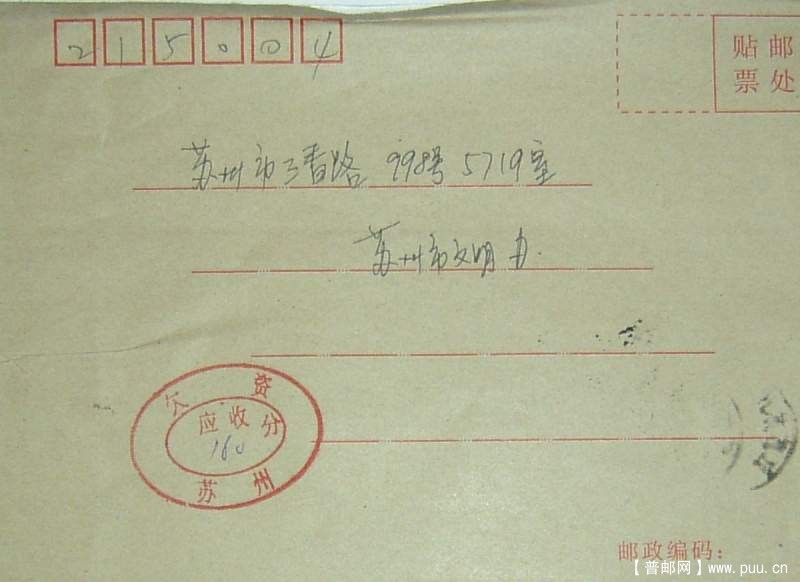 215004
贴邮
票处
苏州市三香路998号5719室
苏州市文明办
欠资
应收分
160
苏州
邮政编码：
【普邮网】www.puu.cn